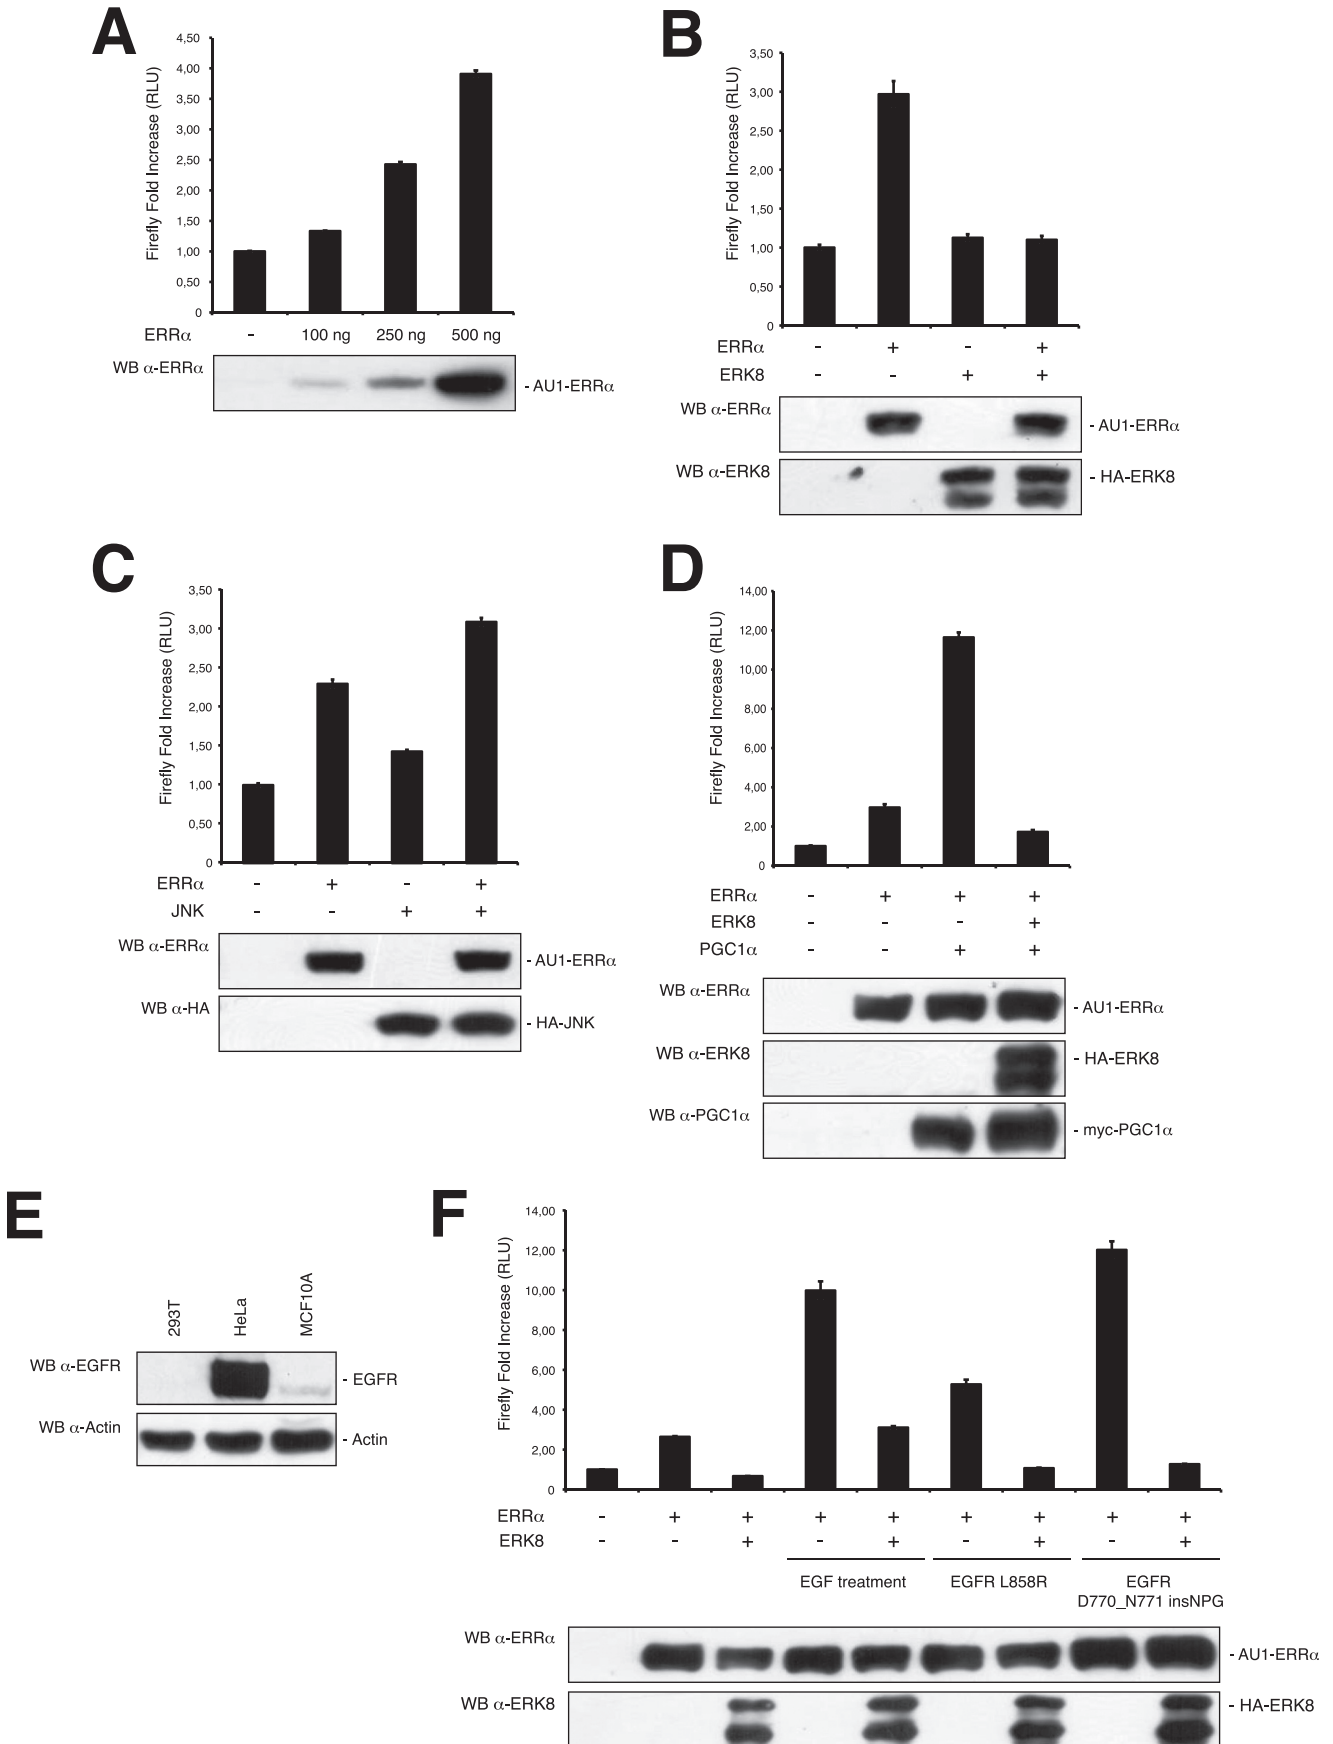 A
Firefly Fold Increase (RLU)
4,50
4,00
3,50
3,00
2,50
2,00
1,50
1,00
0,50
0
ERRα - 100 ng 250 ng 500 ng
WB α-ERRα
- AU1-ERRα
B
Firefly Fold Increase (RLU)
3,50
3,00
2,50
2,00
1,50
1,00
0,50
0
ERRα - + - +
ERK8 - - + +
WB α-ERRα
- AU1-ERRα
WB α-ERK8
- HA-ERK8
C
Firefly Fold Increase (RLU)
3,50
3,00
2,50
2,00
1,50
1,00
0,50
0
ERRα - + - +
JNK - - + +
WB α-ERRα
- AU1-ERRα
WB α-HA
- HA-JNK
D
Firefly Fold Increase (RLU)
14,00
12,00
10,00
8,00
6,00
4,00
2,00
0
ERRα - + + +
ERK8 - - - +
PGC1α - - + +
WB α-ERRα
- AU1-ERRα
WB α-ERK8
- HA-ERK8
WB α-PGC1α
- myc-PGC1α
E
293T HeLa MCF10A
WB α-EGFR
- EGFR
WB α-Actin
- Actin
F
Firefly Fold Increase (RLU)
14,00
12,00
10,00
8,00
6,00
4,00
2,00
0
ERRα - + + + + + + + +
ERK8 - - + - + - + - +
EGF treatment EGFR L858R EGFR
D770_N771 insNPG
WB α-ERRα
- AU1-ERRα
WB α-ERK8
- HA-ERK8